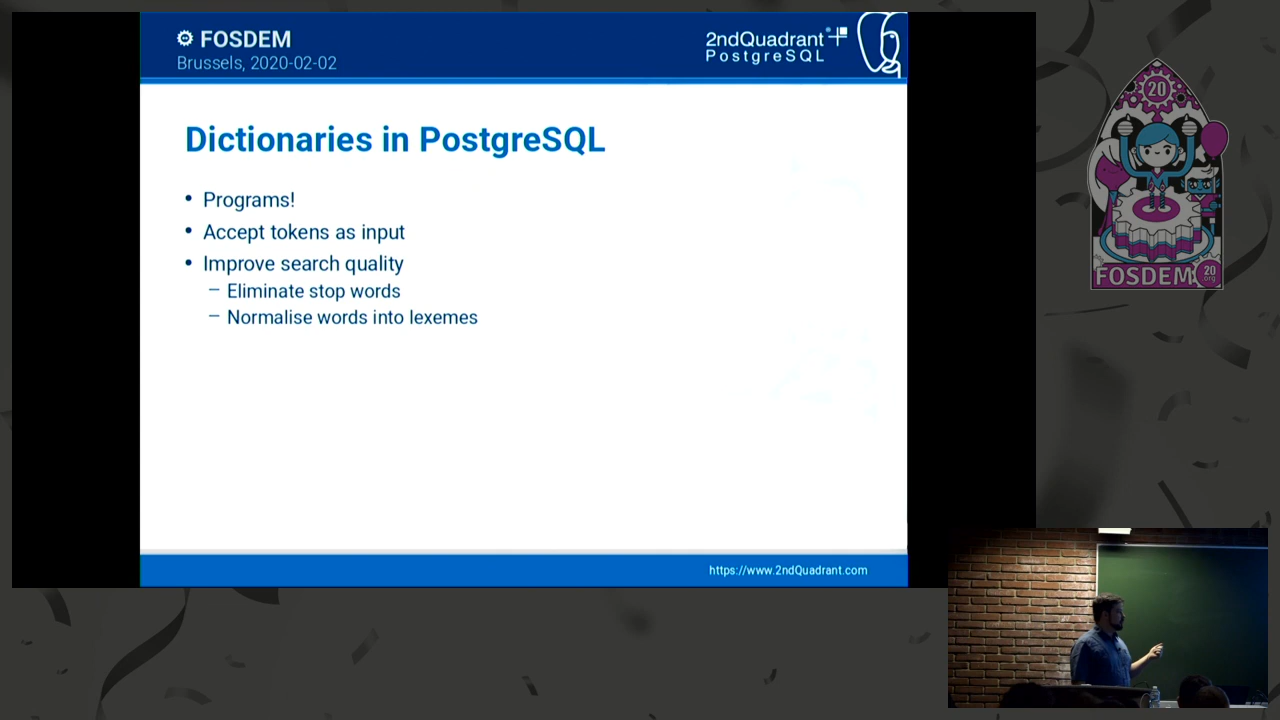 FOSDEM
Brussels, 2020-02-02
2ndQuadrant
PostgreSQL
Dictionaries in PostgreSQL
• Programs!
• Accept tokens as input
• Improve search quality
– Eliminate stop words
– Normalise words into lexemes
https://www.2ndQuadrant.com
20
FOSDEM
20
org